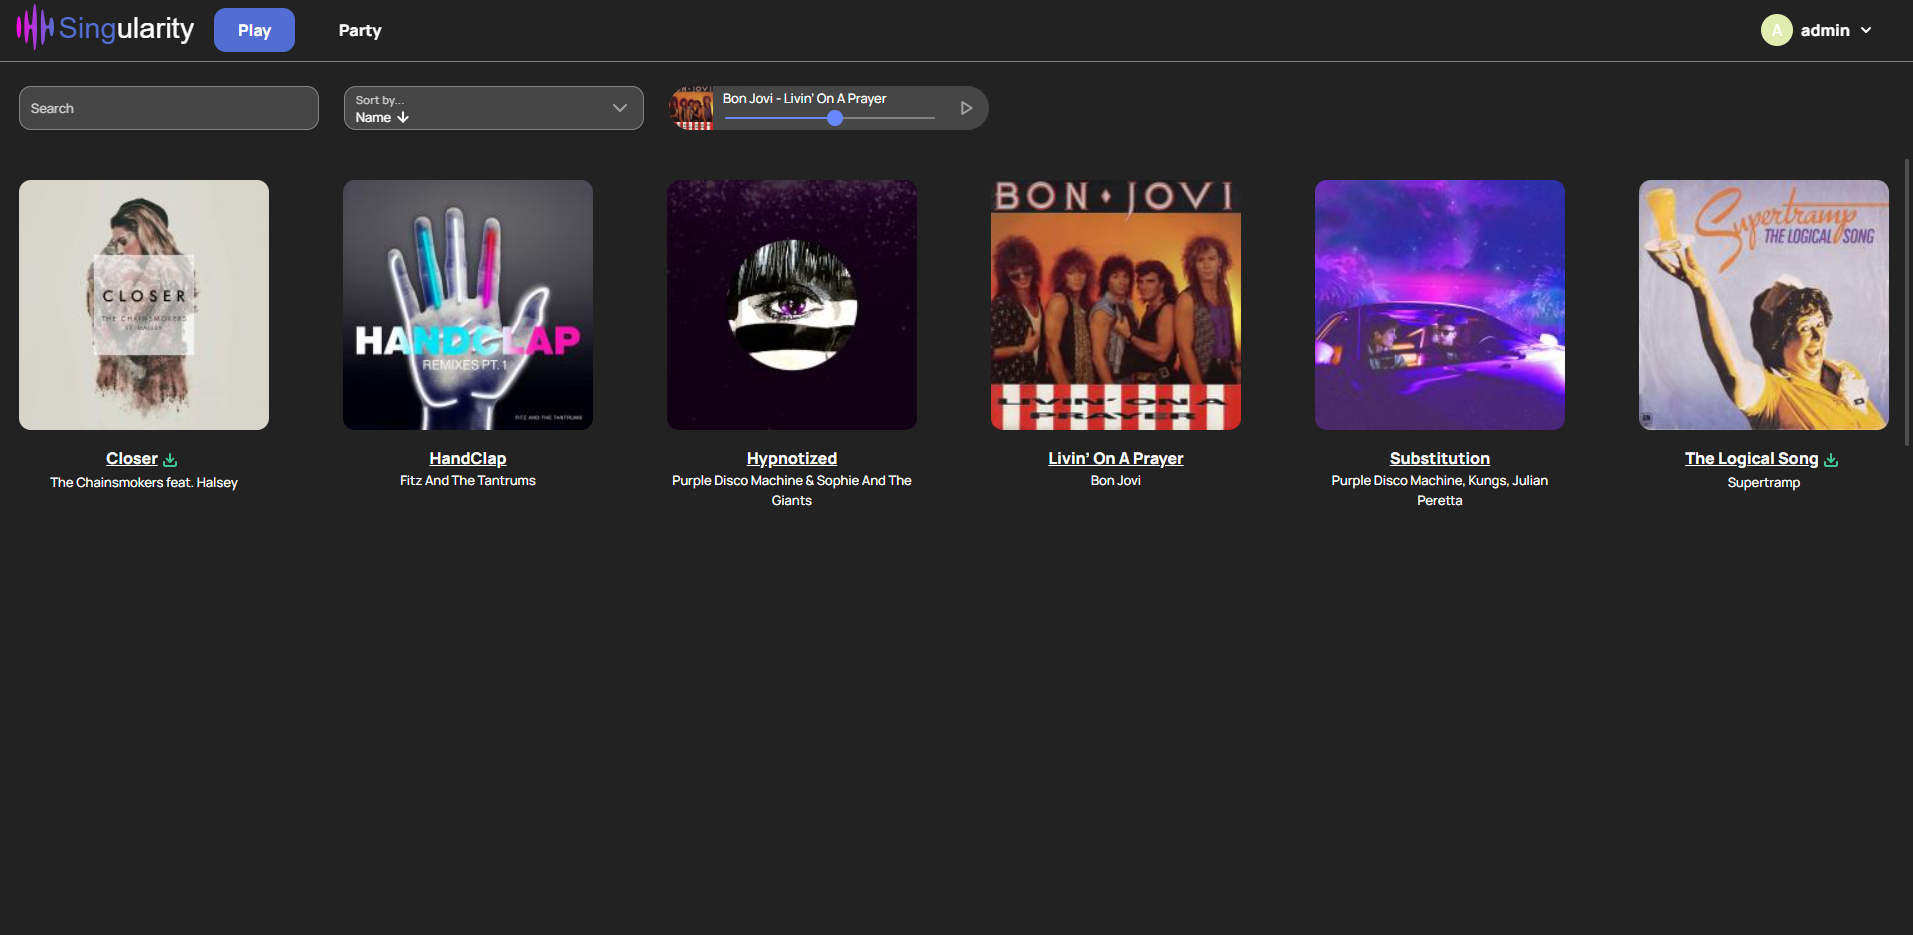 Singularity
Play
Party
A
admin
Search
Sort by...
Name
Bon Jovi - Livin' On A Prayer
CLOSER
THE CHAINSMOKERS
FT. HALSEY
HANDCLAP
REMIXES PT. 1
FITZ AND THE TANTRUMS
BON JOVI
LIVIN' ON A
PRAYER
Supertramp
THE LOGICAL SONG
Closer
The Chainsmokers feat. Halsey
HandClap
Fitz And The Tantrums
Hypnotized
Purple Disco Machine & Sophie And The
Giants
Livin' On A Prayer
Bon Jovi
Substitution
Purple Disco Machine, Kungs, Julian
Peretta
The Logical Song
Supertramp